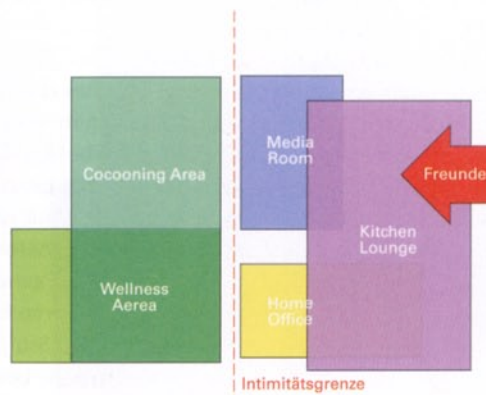 Cocooning Area
Wellness
Aerea
Media
Room
Home
Office
Kitchen
Lounge
Freunde
Intimitätsgrenze